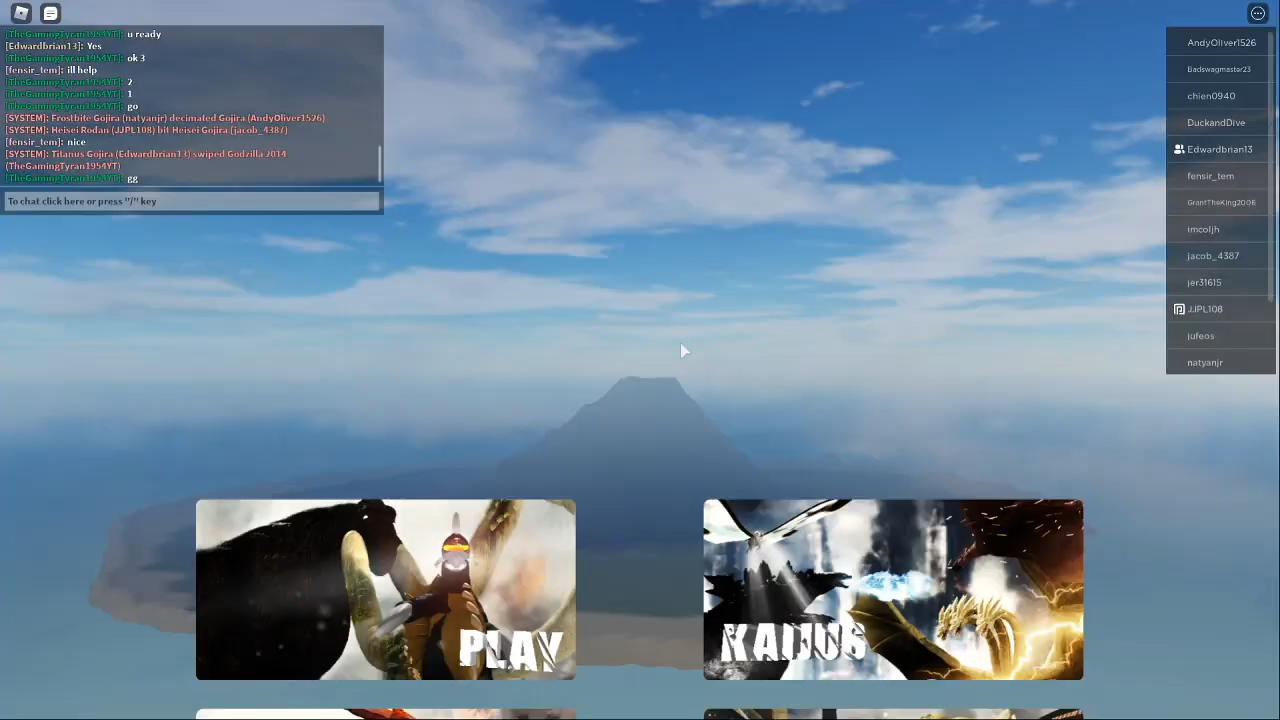 [TheGamingTyran1954YT]: u ready
[Edwardbrian13]: Yes
[TheGamingTyran1954YT]: ok 3
[fensir_tem]: ill help
[TheGamingTyran1954YT]: 2
[TheGamingTyran1954YT]: 1
[TheGamingTyran1954YT]: go
[SYSTEM]: Frostbite Gojira (natyanjr) decimated Gojira (AndyOliver1526)
[SYSTEM]: Heisei Rodan (JJPL108) bit Heisei Gojira (jacob_4387)
[fensir_tem]: nice
[SYSTEM]: Titanus Gojira (Edwardbrian13) swiped Godzilla 2014
(TheGamingTyran1954YT)
[TheGamingTyran1954YT]: gg
To chat click here or press "/" key
AndyOliver1526
Badswagmaster23
chien0940
DuckandDive
Edwardbrian13
fensir_tem
GrantTheKing2006
imcoljh
jacob_4387
jer31615
JJPL108
jufeos
natyanjr
PLAY
KAIJUS